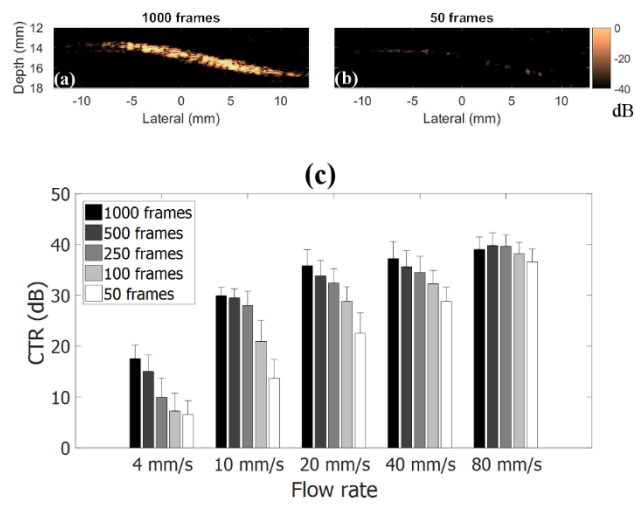 1000 frames
50 frames
Depth (mm)
12
14
16
18
(a)
(b)
-10 -5 0 5 10
-10 -5 0 5 10
Lateral (mm)
Lateral (mm)
0
-20
-40
dB
(c)
CTR (dB)
50
40
30
20
10
0
1000 frames
500 frames
250 frames
100 frames
50 frames
4 mm/s 10 mm/s 20 mm/s 40 mm/s 80 mm/s
Flow rate